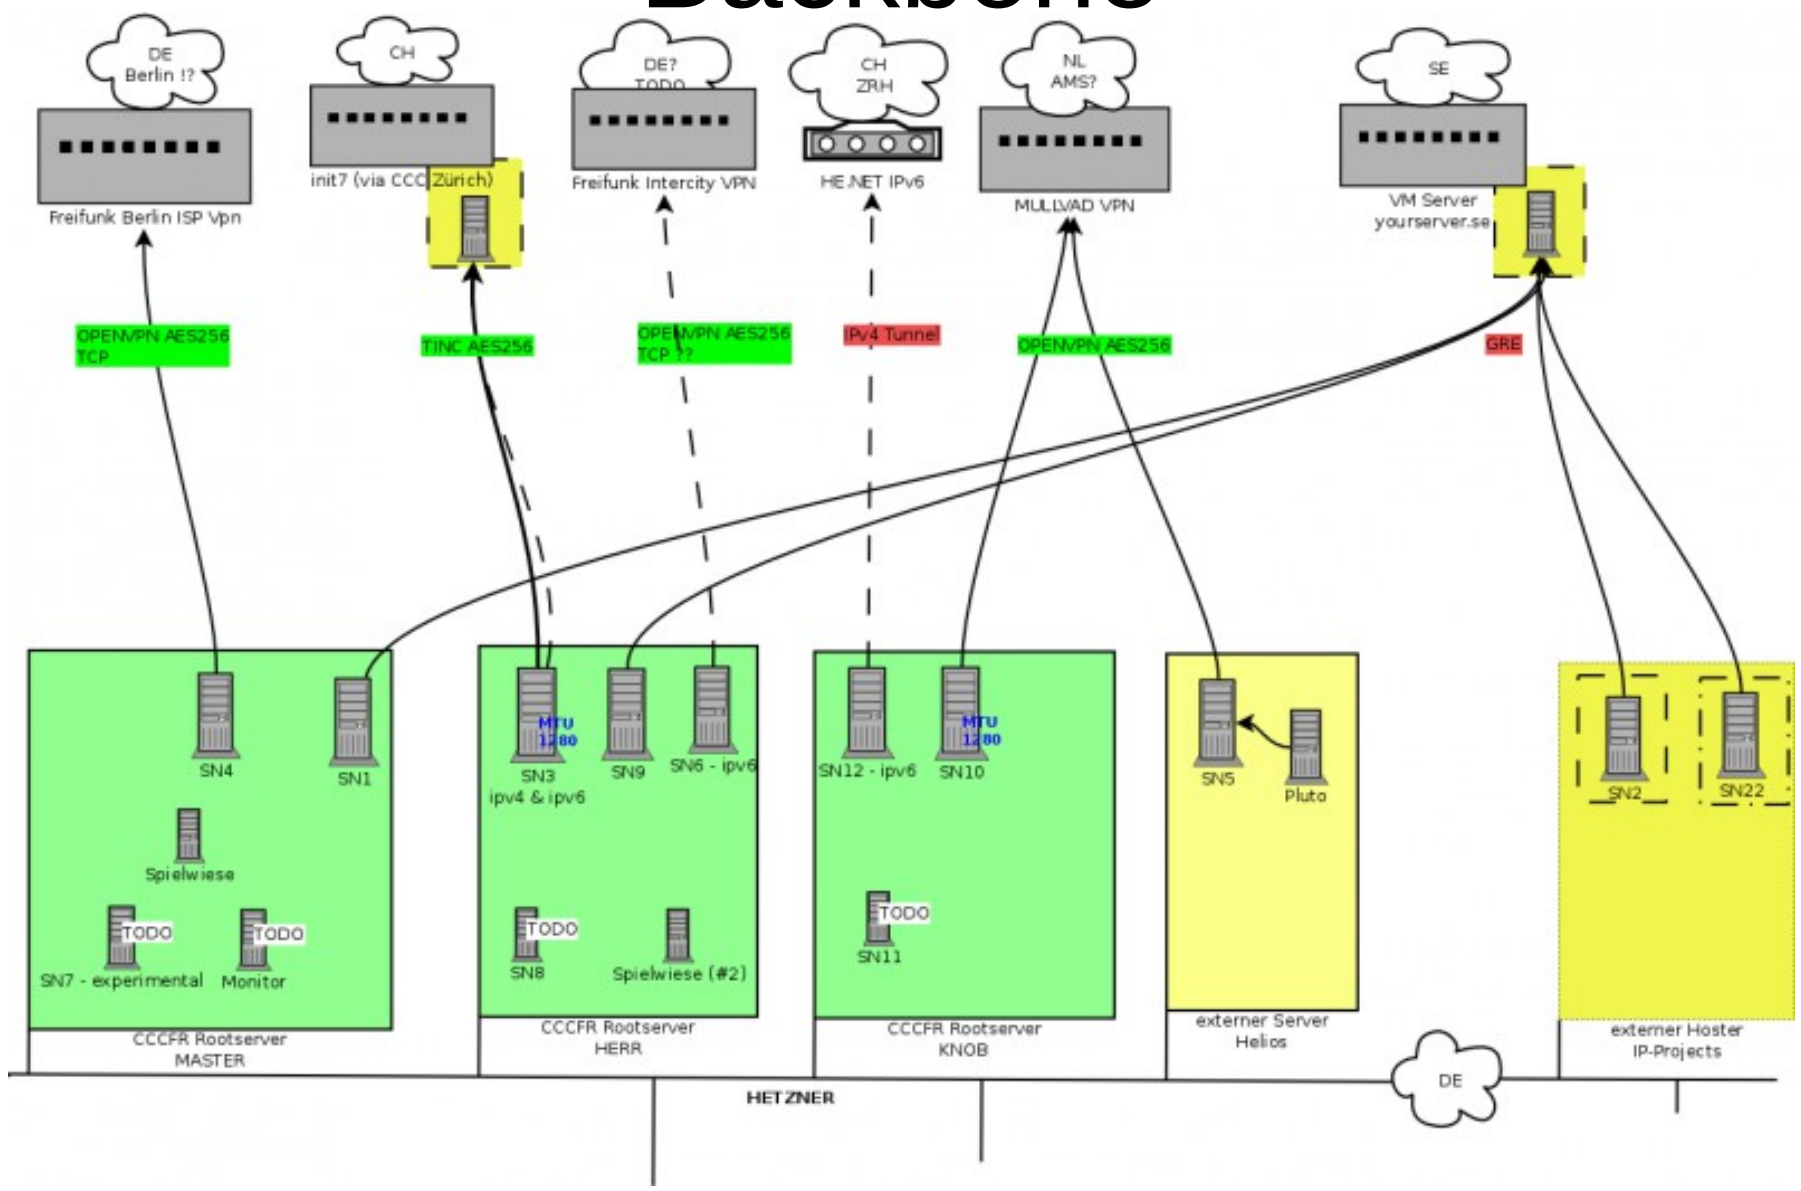 Backbone
DE
Berlin !?
CH
DE?
TODO
CH
ZRH
NL
AMS?
SE
Freifunk Berlin ISP Vpn
init7 (via CCC Zürich)
Freifunk Intercity VPN
HE.NET IPv6
MULLVAD VPN
VM Server
yourserver.se
OPENVPN AES256
TCP
TINC AES256
OPENVPN AES256
TCP ??
IPv4 Tunnel
OPENVPN AES256
GRE
SN4
SN1
MTU
1280
SN3
ipv4 & ipv6
SN9
SN6 - ipv6
SN12 - ipv6
MTU
1280
SN10
SN5
Pluto
SN2
SN22
Spielwiese
TODO
SN7 - experimental
TODO
Monitor
TODO
SN8
Spielwiese (#2)
TODO
SN11
CCCFR Rootserver
MASTER
CCCFR Rootserver
HERR
CCCFR Rootserver
KNOB
externer Server
Helios
externer Hoster
IP-Projects
HETZNER
DE